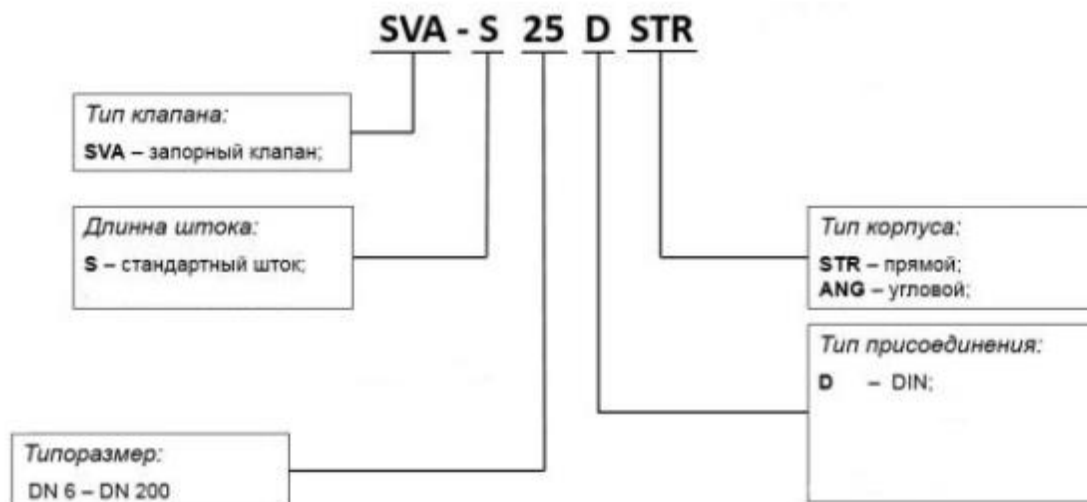 SVA - S 25 D STR
Тип клапана:
SVA – запорный клапан;
Длинна штока:
S – стандартный шток;
Тип корпуса:
STR – прямой;
ANG – угловой;
Тип присоединения:
D – DIN;
Типоразмер:
DN 6 – DN 200